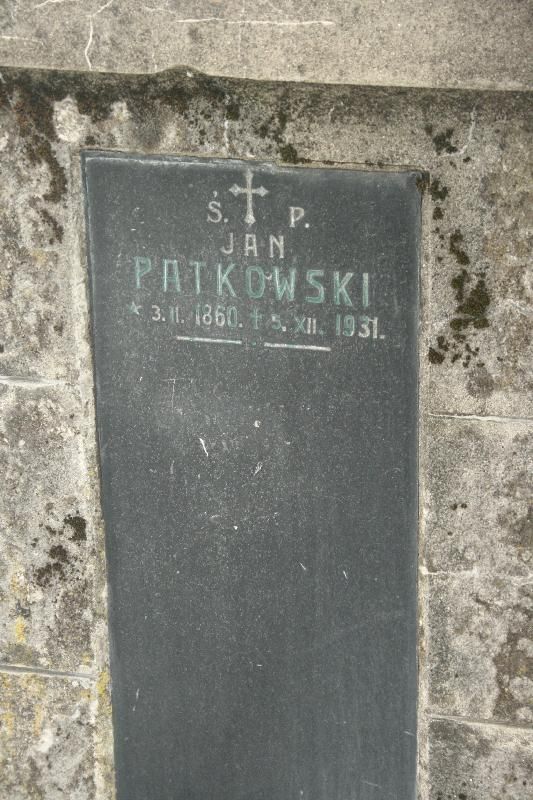 Ś. P.
JAN
PATKOWSKI
* 3.II. 1860. † 5. XII. 1931.